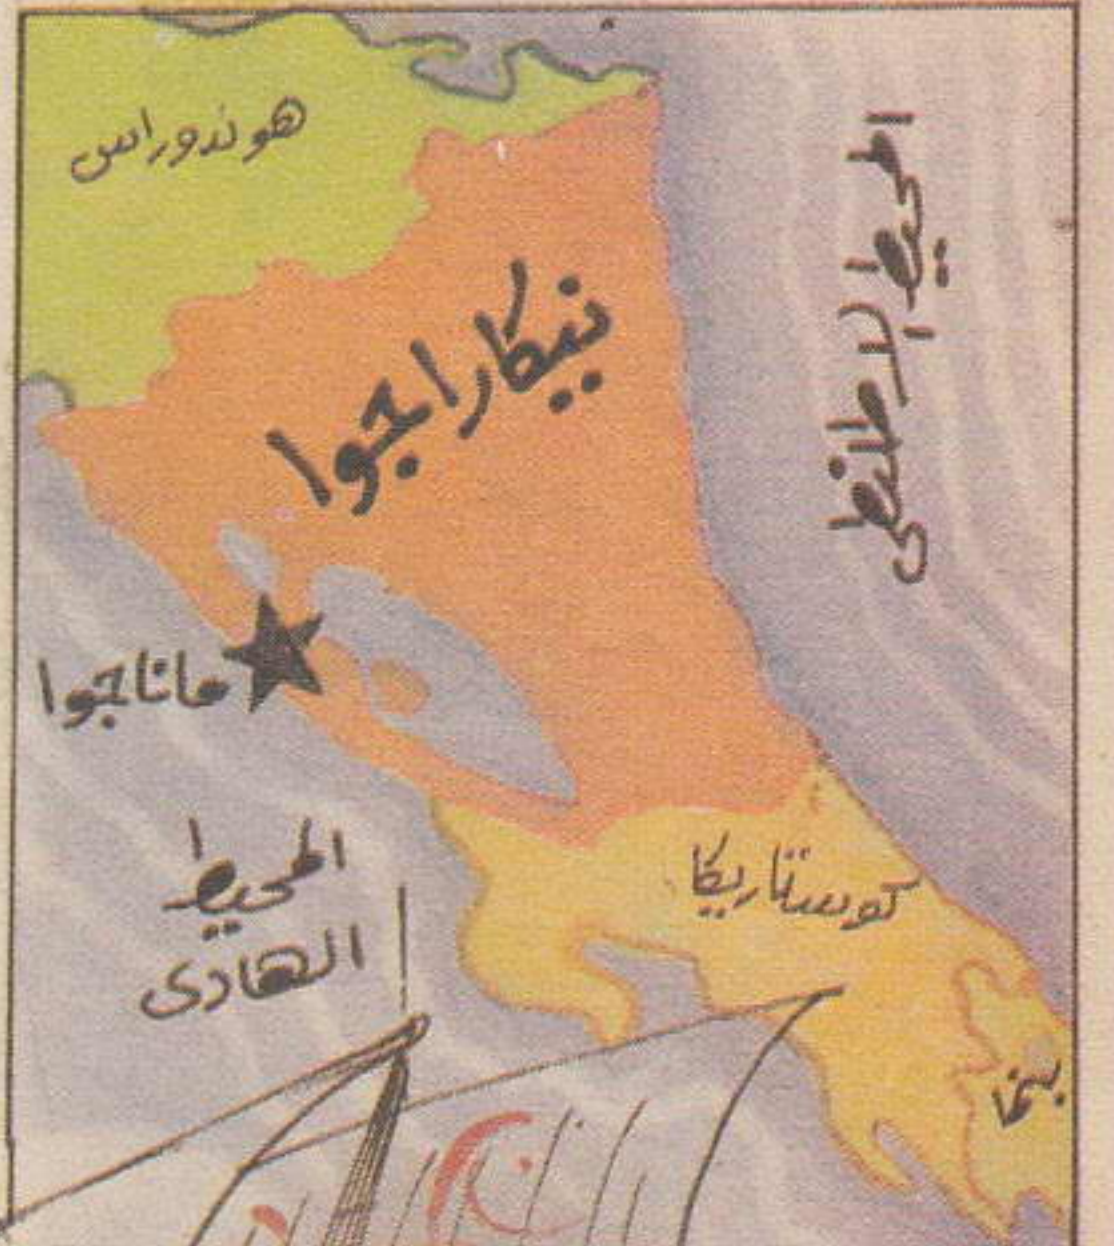 هوندوراس
المحيط الاطلنطى
نيكاراجوا
ماناجوا
المحيط
الهادى
كوستاريكا
بنما